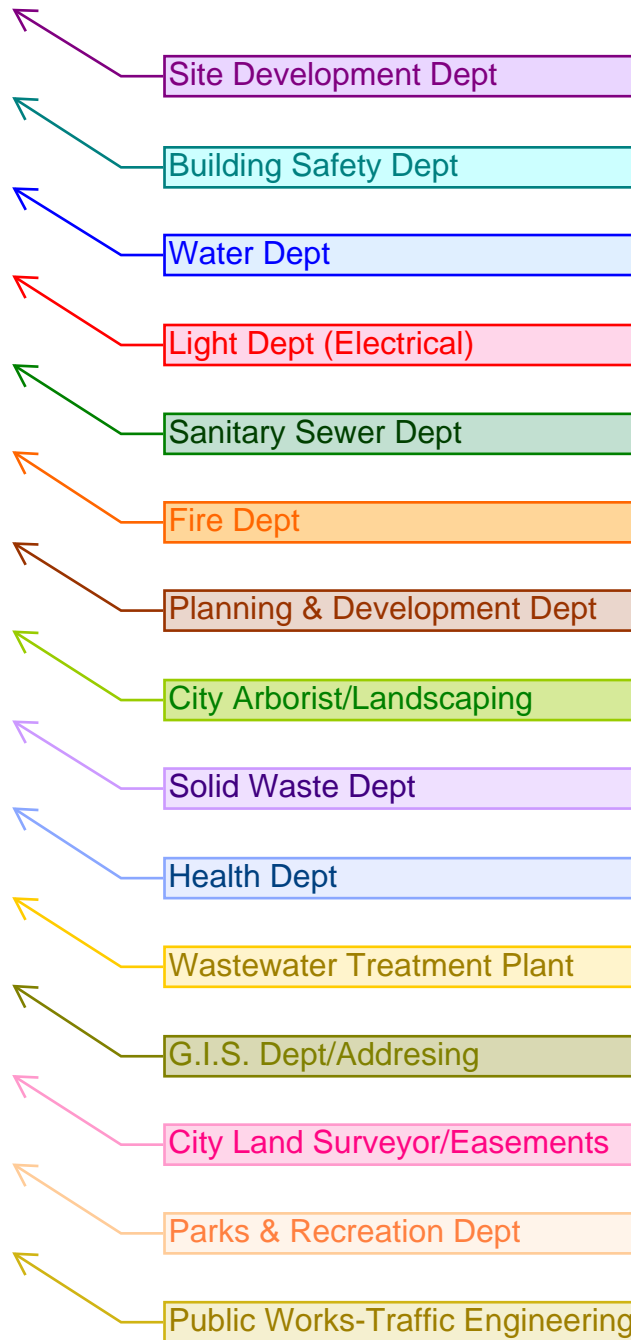 Site Development Dept
Building Safety Dept
Water Dept
Light Dept (Electrical)
Sanitary Sewer Dept
Fire Dept
Planning & Development Dept
City Arborist/Landscaping
Solid Waste Dept
Health Dept
Wastewater Treatment Plant
G.I.S. Dept/Addresing
City Land Surveyor/Easements
Parks & Recreation Dept
Public Works-Traffic Engineering